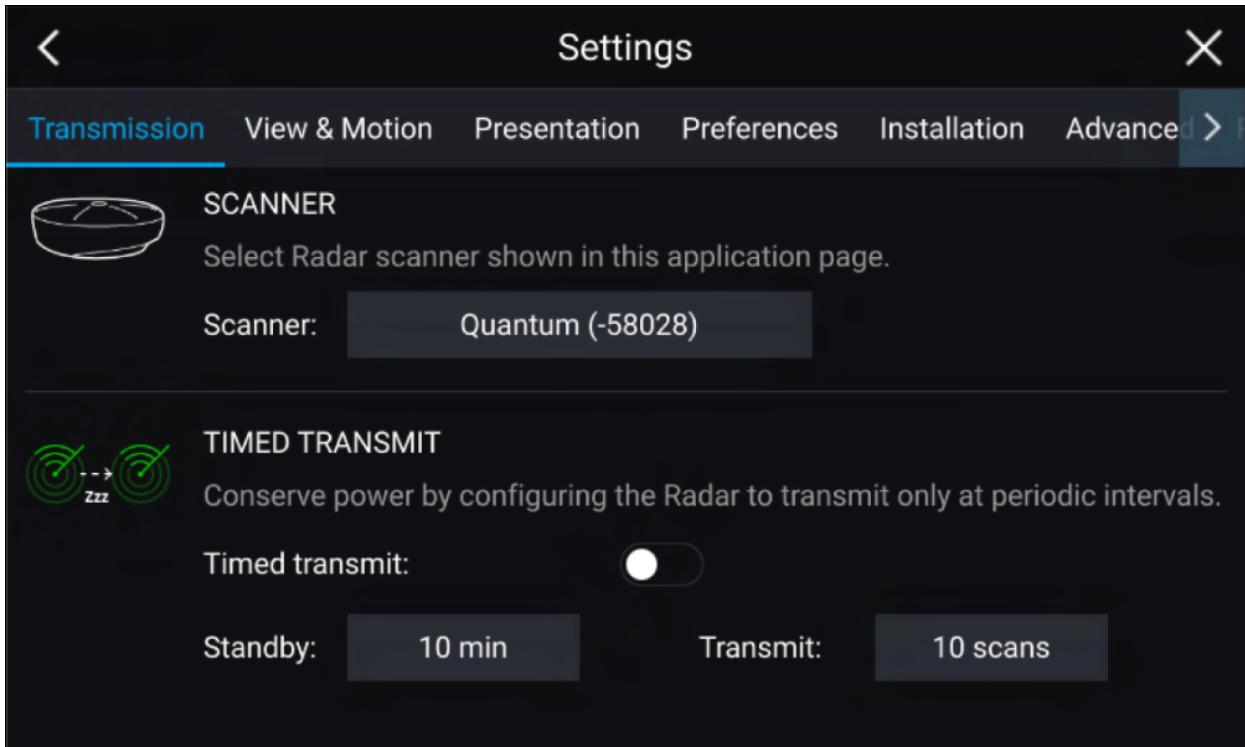 Settings
Transmission View & Motion Presentation Preferences Installation Advanced
SCANNER
Select Radar scanner shown in this application page.
Scanner: Quantum (-58028)
TIMED TRANSMIT
Zzz
Conserve power by configuring the Radar to transmit only at periodic intervals.
Timed transmit:
Standby: 10 min Transmit: 10 scans